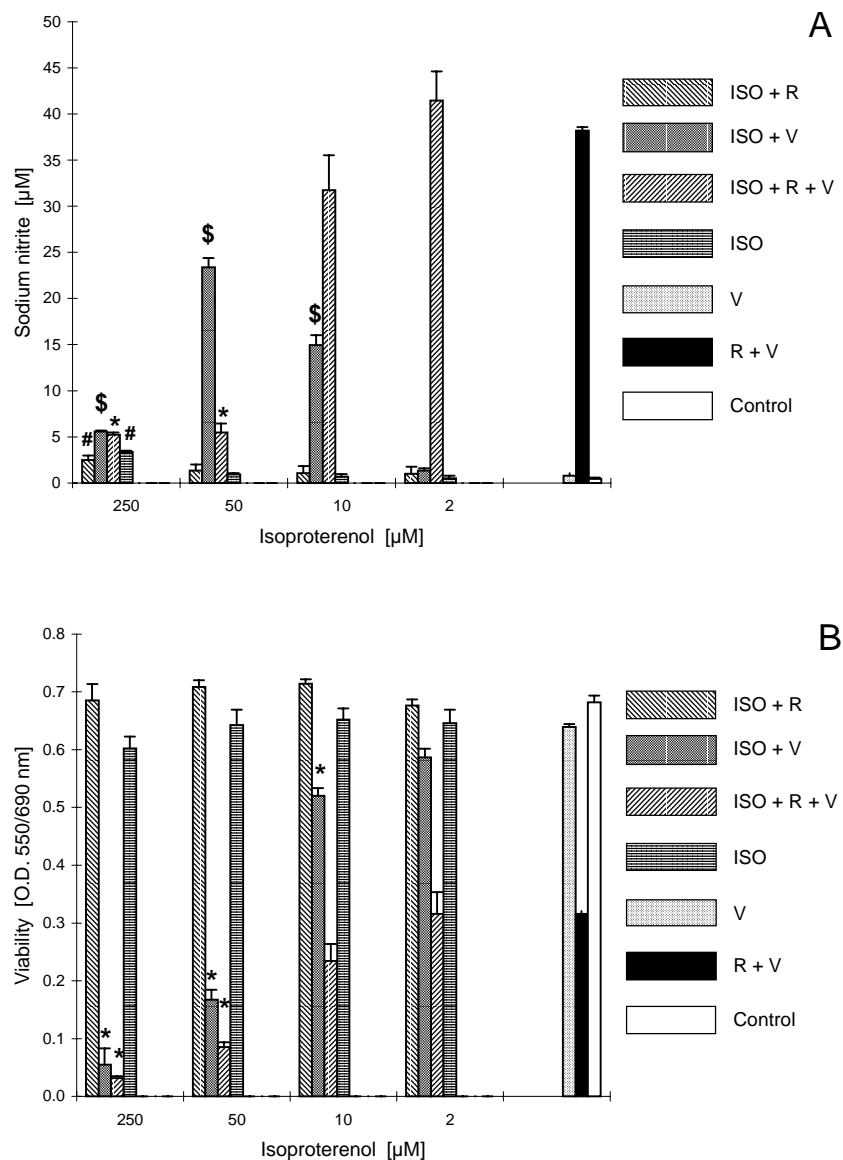 A
50
45
40
35
30
25
20
15
10
5
0
Sodium nitrite [µM]
# $ * #
$ *
$
250 50 10 2
Isoproterenol [µM]
ISO + R
ISO + V
ISO + R + V
ISO
V
R + V
Control
B
0.8
0.7
0.6
0.5
0.4
0.3
0.2
0.1
0.0
Viability [O.D. 550/690 nm]
* *
* *
*
250 50 10 2
Isoproterenol [µM]
ISO + R
ISO + V
ISO + R + V
ISO
V
R + V
Control